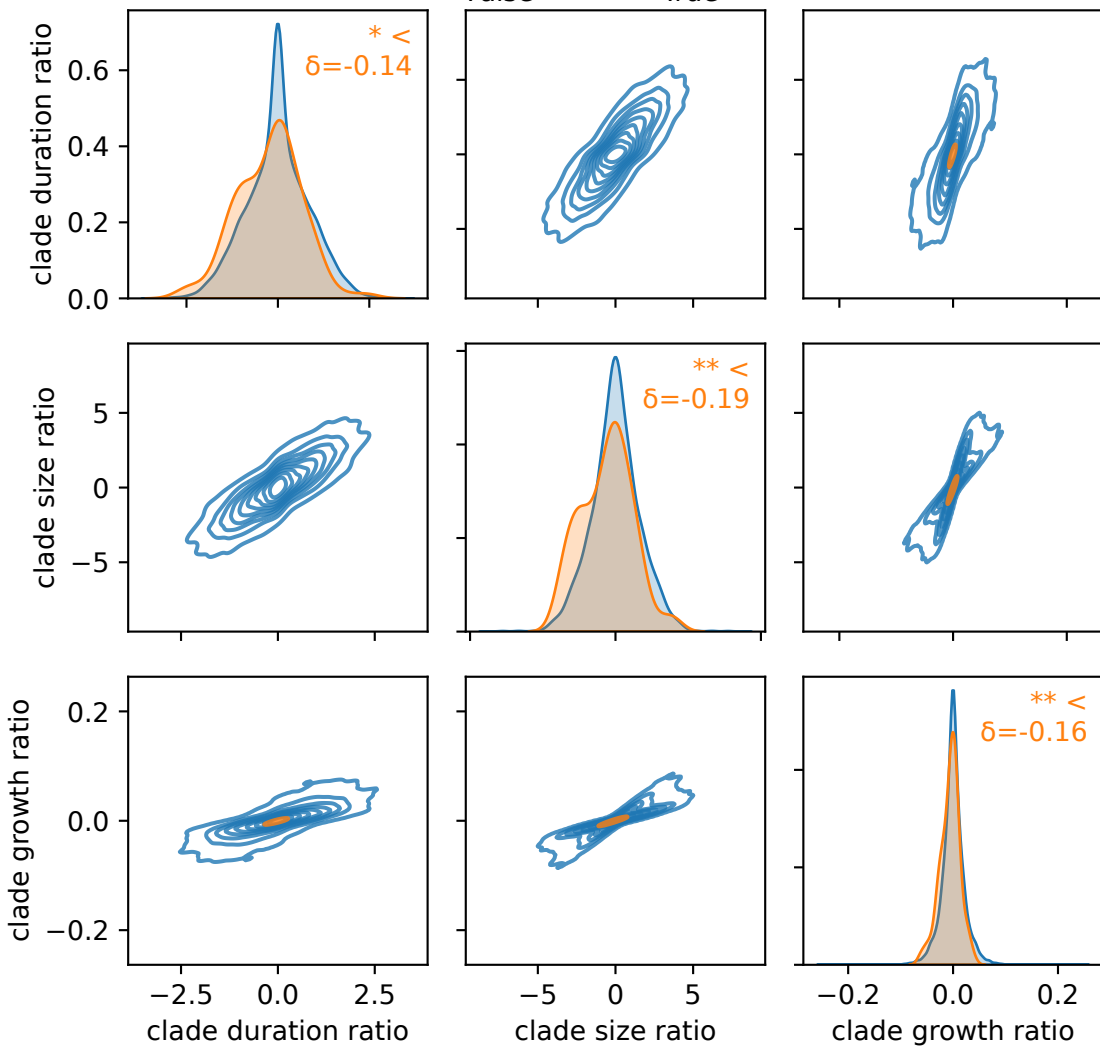 * <
δ=-0.14
clade duration ratio
0.6
0.4
0.2
0.0
** <
δ=-0.19
clade size ratio
5
0
−5
** <
δ=-0.16
clade growth ratio
0.2
0.0
−0.2
−2.5 0.0 2.5
−5 0 5
−0.2 0.0 0.2
clade duration ratio
clade size ratio
clade growth ratio